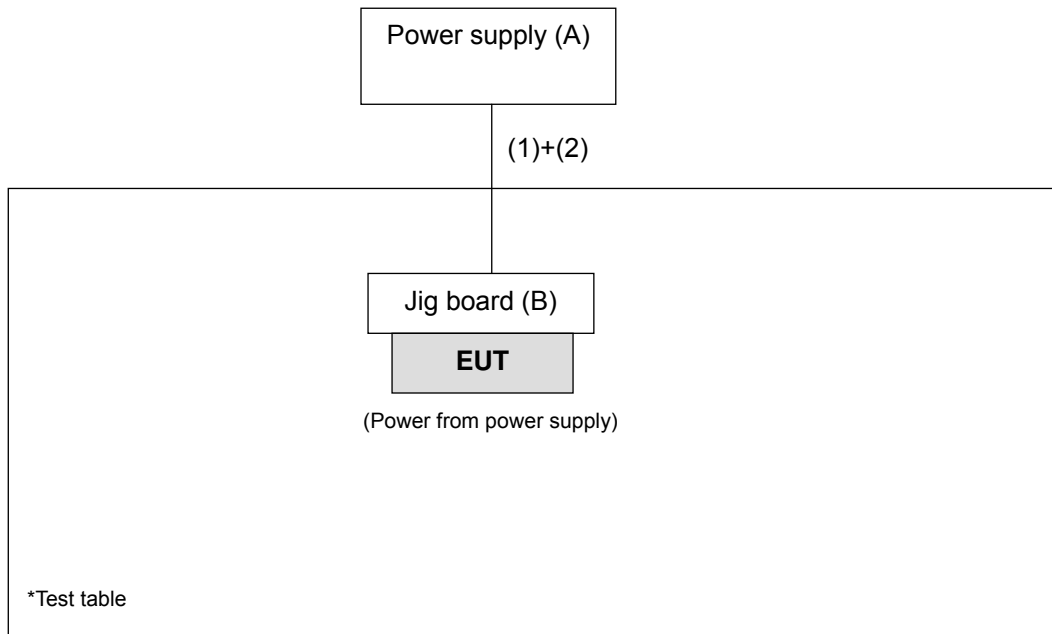 Power supply (A)
(1)+(2)
Jig board (B)
EUT
(Power from power supply)
*Test table